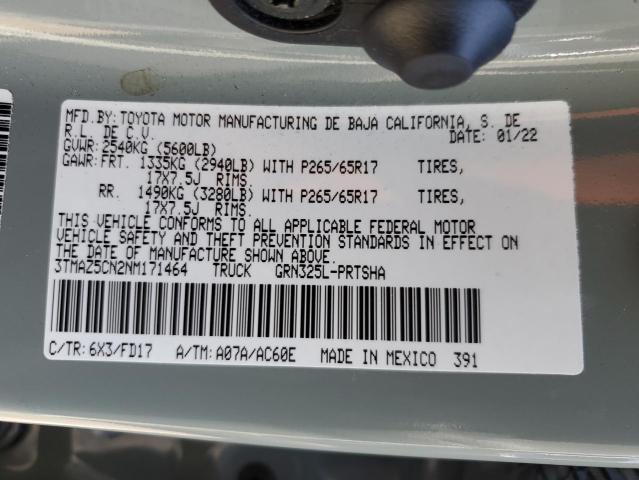 MFD.BY:TOYOTA MOTOR MANUFACTURING DE BAJA CALIFORNIA, S. DE
R.L. DE C.V. DATE: 01/22
GVWR:2540KG (5600LB)
GAWR:FRT. 1335KG (2940LB) WITH P265/65R17 TIRES,
17X7.5J RIMS.
RR. 1490KG (3280LB) WITH P265/65R17 TIRES,
17X7.5J RIMS.
THIS VEHICLE CONFORMS TO ALL APPLICABLE FEDERAL MOTOR
VEHICLE SAFETY AND THEFT PREVENTION STANDARDS IN EFFECT ON
THE DATE OF MANUFACTURE SHOWN ABOVE.
3TMAZ5CN2NM171464 TRUCK GRN325L-PRTSHA
C/TR:6X3/FD17 A/TM:A07A/AC60E MADE IN MEXICO 391